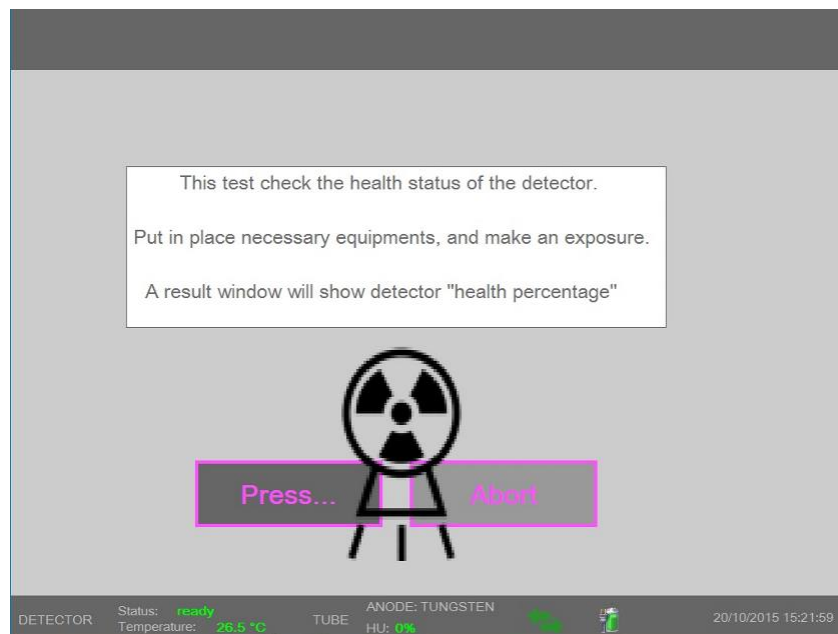 This test check the health status of the detector.
Put in place necessary equipments, and make an exposure.
A result window will show detector "health percentage"
Press...
Abort
DETECTOR
Status: ready
Temperature: 26.5 °C
TUBE
ANODE: TUNGSTEN
HU: 0%
20/10/2015 15:21:59